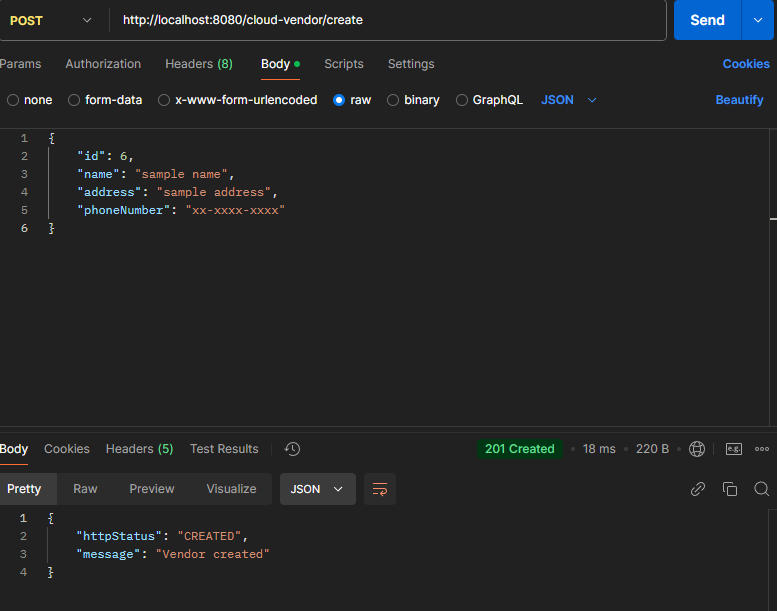 POST http://localhost:8080/cloud-vendor/create Send
Params Authorization Headers (8) Body Scripts Settings Cookies
none form-data x-www-form-urlencoded raw binary GraphQL JSON Beautify
1 {
2 "id": 6,
3 "name": "sample name",
4 "address": "sample address",
5 "phoneNumber": "xx-xxxx-xxxx"
6 }
Body Cookies Headers (5) Test Results 201 Created 18 ms 220 B e.g.
Pretty Raw Preview Visualize JSON
1 {
2 "httpStatus": "CREATED",
3 "message": "Vendor created"
4 }